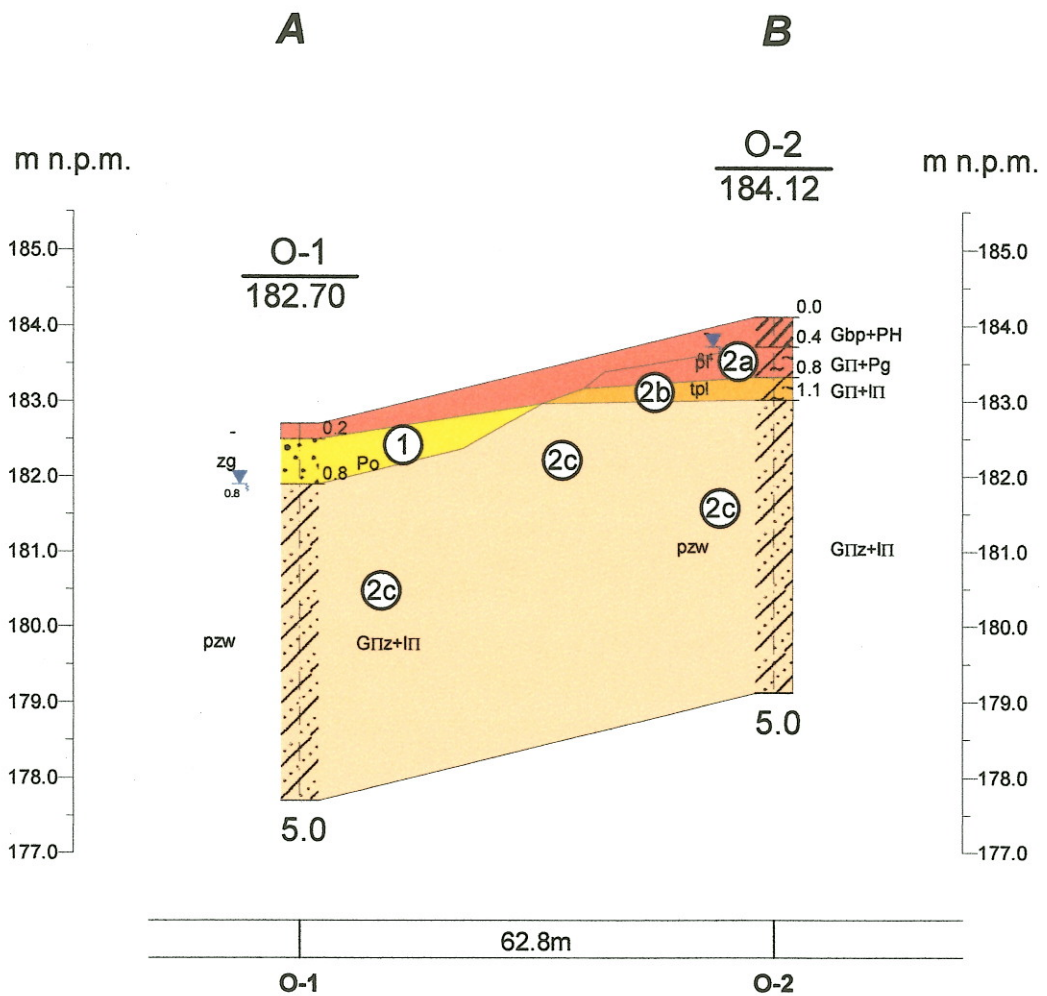 A B
m n.p.m. m n.p.m.
O-2
184.12
O-1
182.70
185.0
184.0
183.0
182.0
181.0
180.0
179.0
178.0
177.0
185.0
184.0
183.0
182.0
181.0
180.0
179.0
178.0
177.0
0.0
0.4 Gbp+PH
0.8 GΠ+Pg
1.1 GΠ+IΠ
2a
2b tpl
-
0.2
1
zg Po
0.8
0.8
2c
2c
pzw GΠz+IΠ
2c
pzw GΠz+IΠ
5.0
5.0
62.8m
O-1 O-2